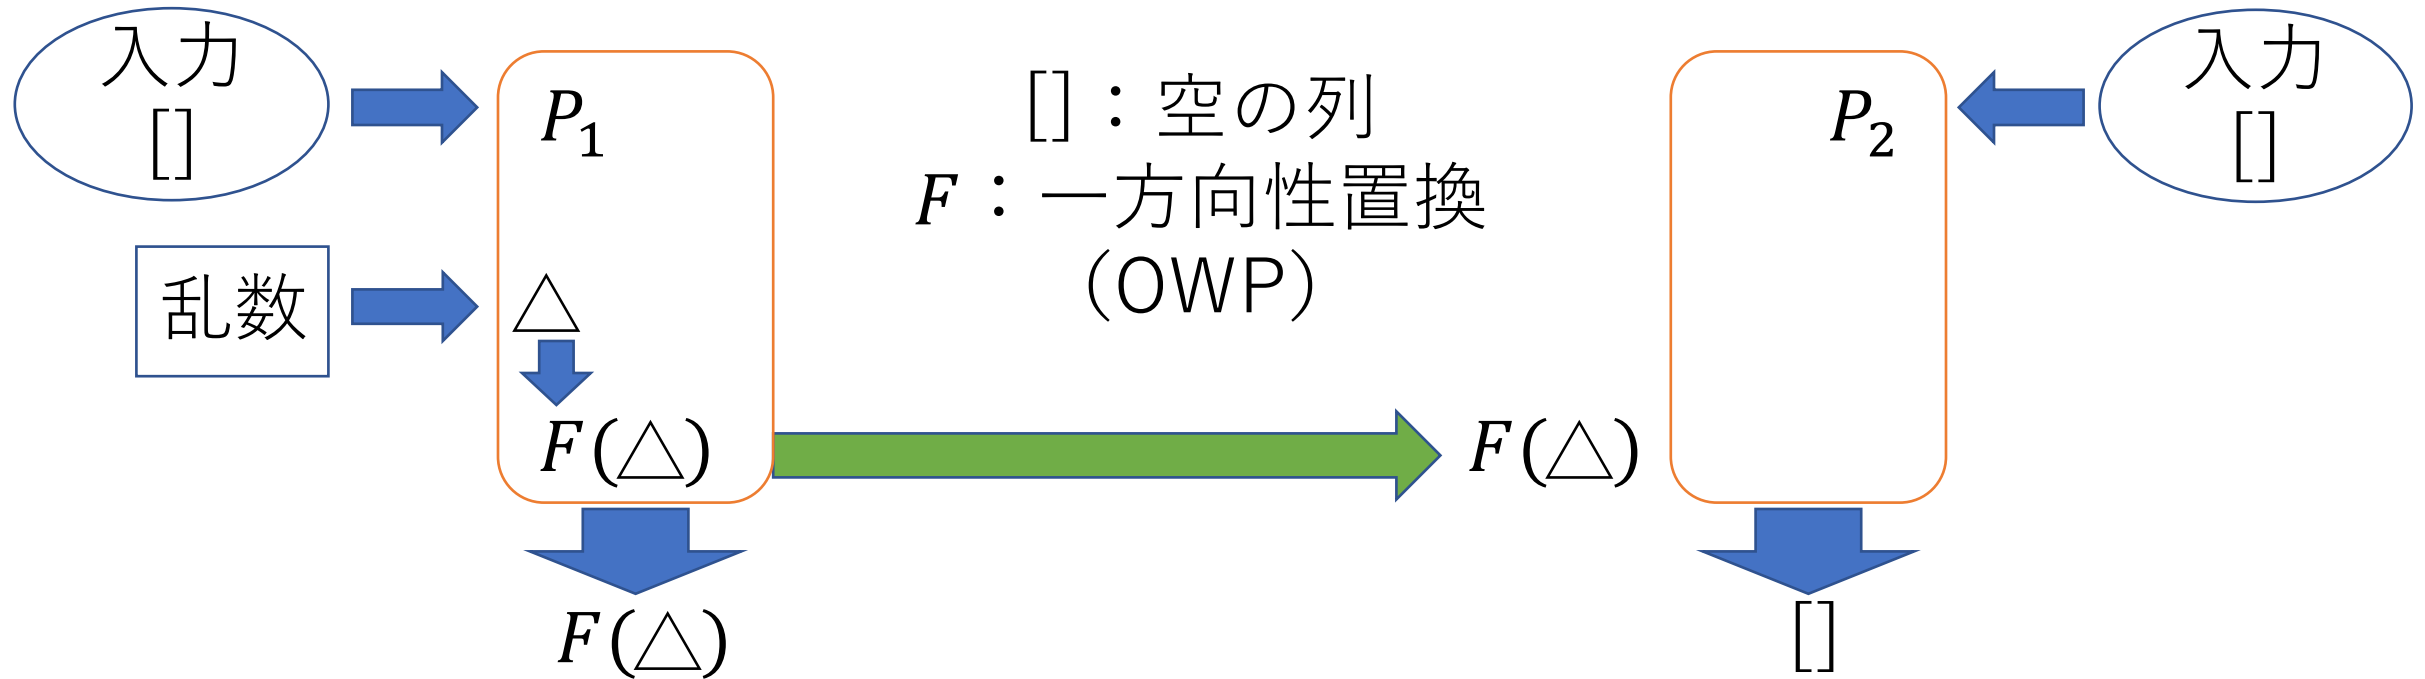 入力
[]
P₁
乱数
△
F(△)
F(△)
[]：空の列
F：一方向性置換
（OWP）
F(△)
P₂
入力
[]
[]